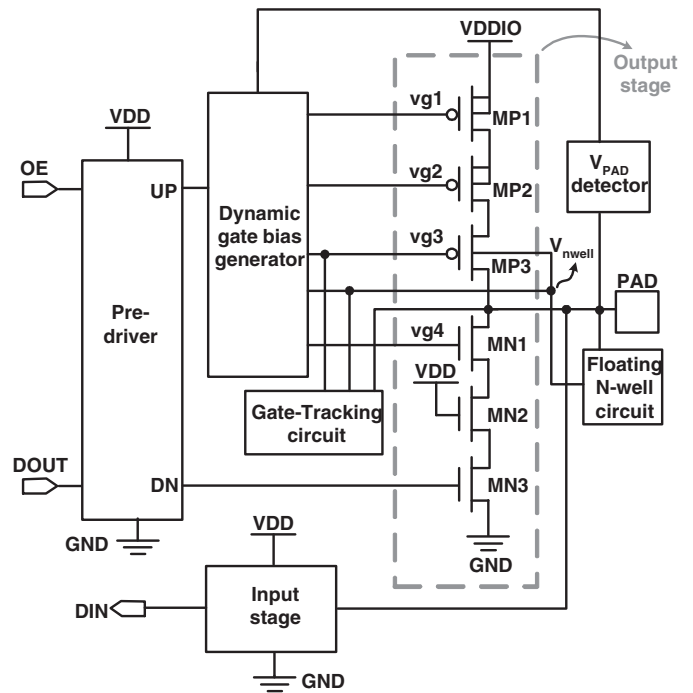 VDDIO
Output
stage
vg1
MP1
VDD
OE
UP
vg2
MP2
V_PAD
detector
Dynamic
gate bias
generator
vg3
MP3
V_nwell
PAD
Pre-
driver
vg4
MN1
VDD
Floating
N-well
circuit
Gate-Tracking
circuit
MN2
DOUT
DN
MN3
GND
VDD
GND
DIN
Input
stage
GND